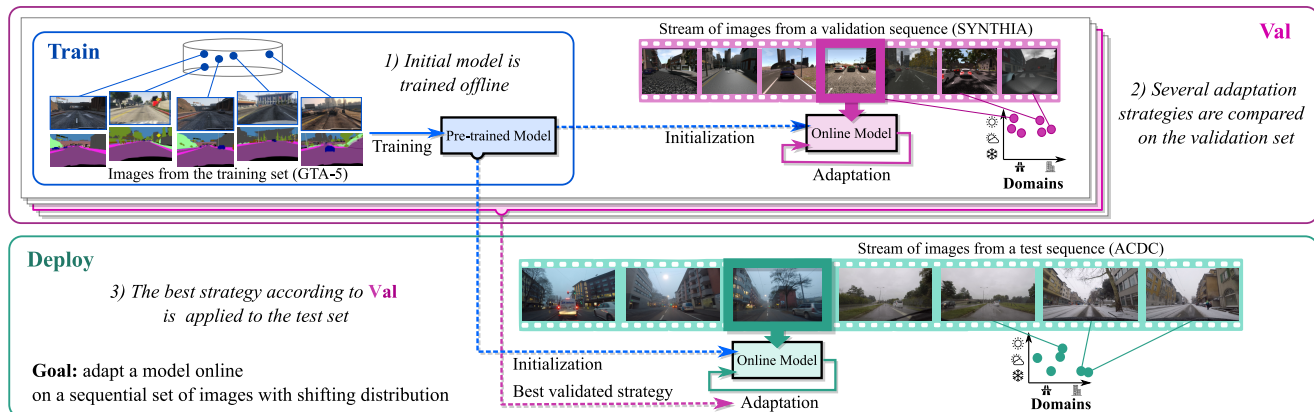 Train
1) Initial model is
trained offline
Images from the training set (GTA-5)
Training
Pre-trained Model
Stream of images from a validation sequence (SYNTHIA)
Val
Initialization
Online Model
Adaptation
Domains
2) Several adaptation
strategies are compared
on the validation set
Deploy
3) The best strategy according to Val
is applied to the test set
Goal: adapt a model online
on a sequential set of images with shifting distribution
Stream of images from a test sequence (ACDC)
Initialization
Best validated strategy
Online Model
Adaptation
Domains